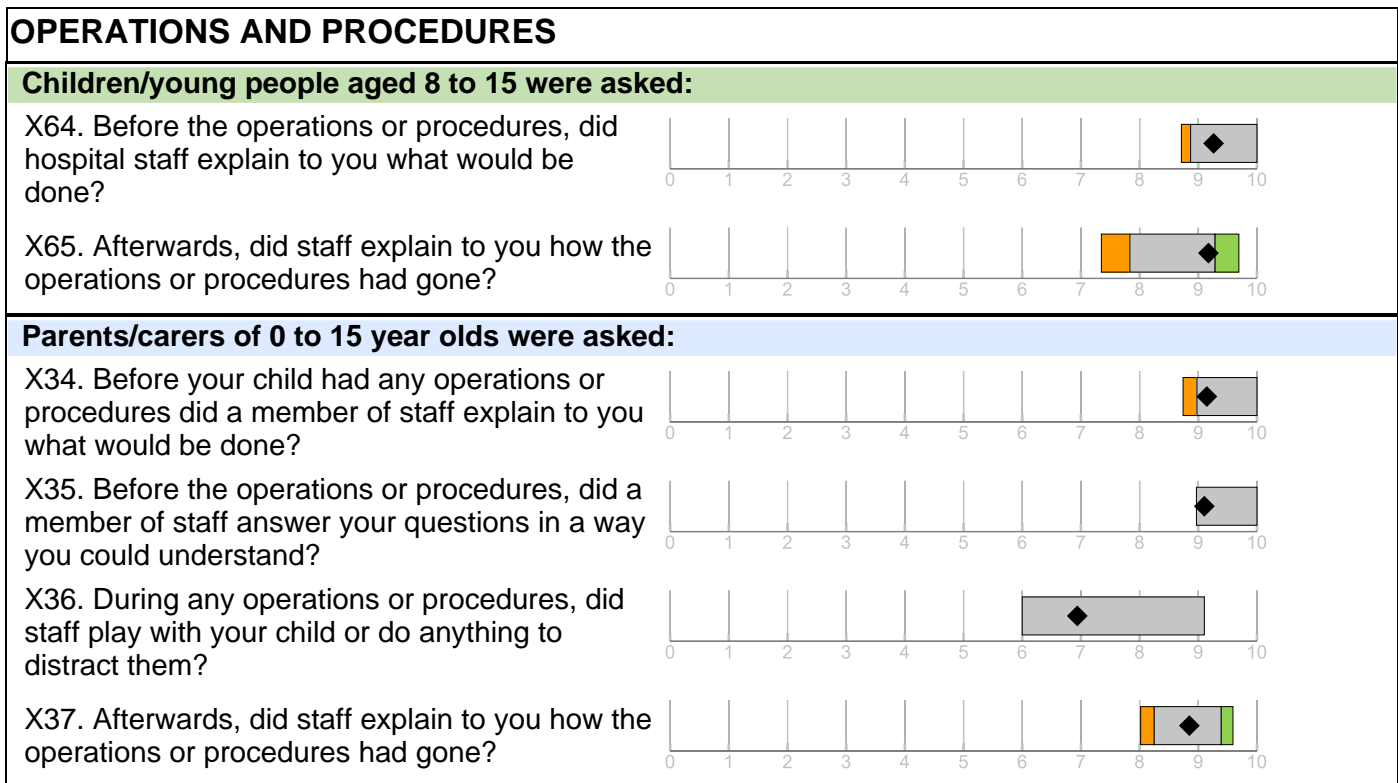 OPERATIONS AND PROCEDURES
Children/young people aged 8 to 15 were asked:
X64. Before the operations or procedures, did
hospital staff explain to you what would be
done?
0 1 2 3 4 5 6 7 8 9 10
X65. Afterwards, did staff explain to you how the
operations or procedures had gone?
0 1 2 3 4 5 6 7 8 9 10
Parents/carers of 0 to 15 year olds were asked:
X34. Before your child had any operations or
procedures did a member of staff explain to you
what would be done?
0 1 2 3 4 5 6 7 8 9 10
X35. Before the operations or procedures, did a
member of staff answer your questions in a way
you could understand?
0 1 2 3 4 5 6 7 8 9 10
X36. During any operations or procedures, did
staff play with your child or do anything to
distract them?
0 1 2 3 4 5 6 7 8 9 10
X37. Afterwards, did staff explain to you how the
operations or procedures had gone?
0 1 2 3 4 5 6 7 8 9 10